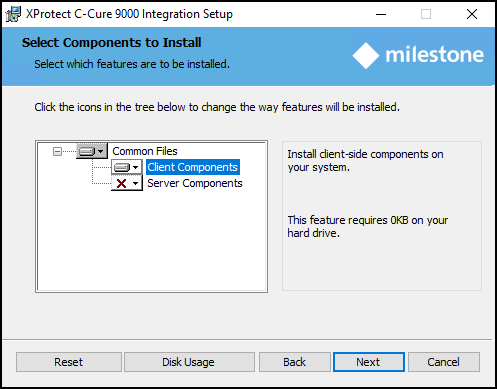 XProtect C-Cure 9000 Integration Setup
Select Components to Install
Select which features are to be installed.
milestone
Click the icons in the tree below to change the way features will be installed.
Common Files
Client Components
Server Components
Install client-side components on
your system.
This feature requires 0KB on your
hard drive.
Reset
Disk Usage
Back
Next
Cancel